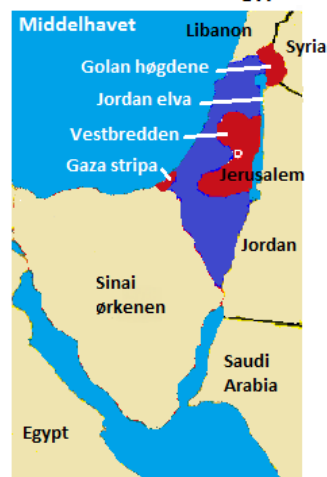 Middelhavet
Libanon
Syria
Golan høgdene
Jordan elva
Vestbredden
Gaza stripa
Jerusalem
Jordan
Sinai
ørkenen
Saudi
Arabia
Egypt